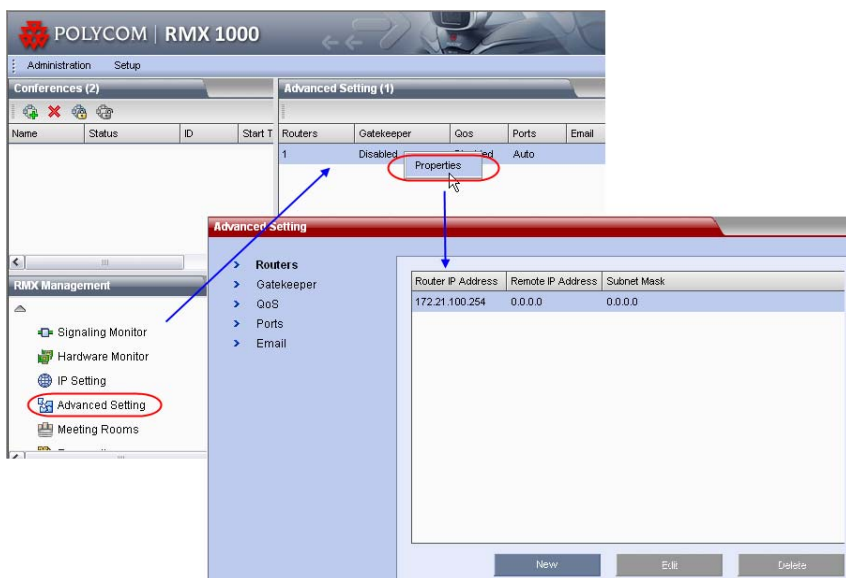 POLYCOM | RMX 1000
Administration Setup
Conferences (2)
Advanced Setting (1)
Name Status ID Start T
Routers Gatekeeper Qos Ports Email
1 Disabled Auto
Properties
Advanced Setting
Routers
Gatekeeper
QoS
Ports
Email
Router IP Address Remote IP Address Subnet Mask
172.21.100.254 0.0.0.0 0.0.0.0
RMX Management
Signaling Monitor
Hardware Monitor
IP Setting
Advanced Setting
Meeting Rooms
New Edit Delete